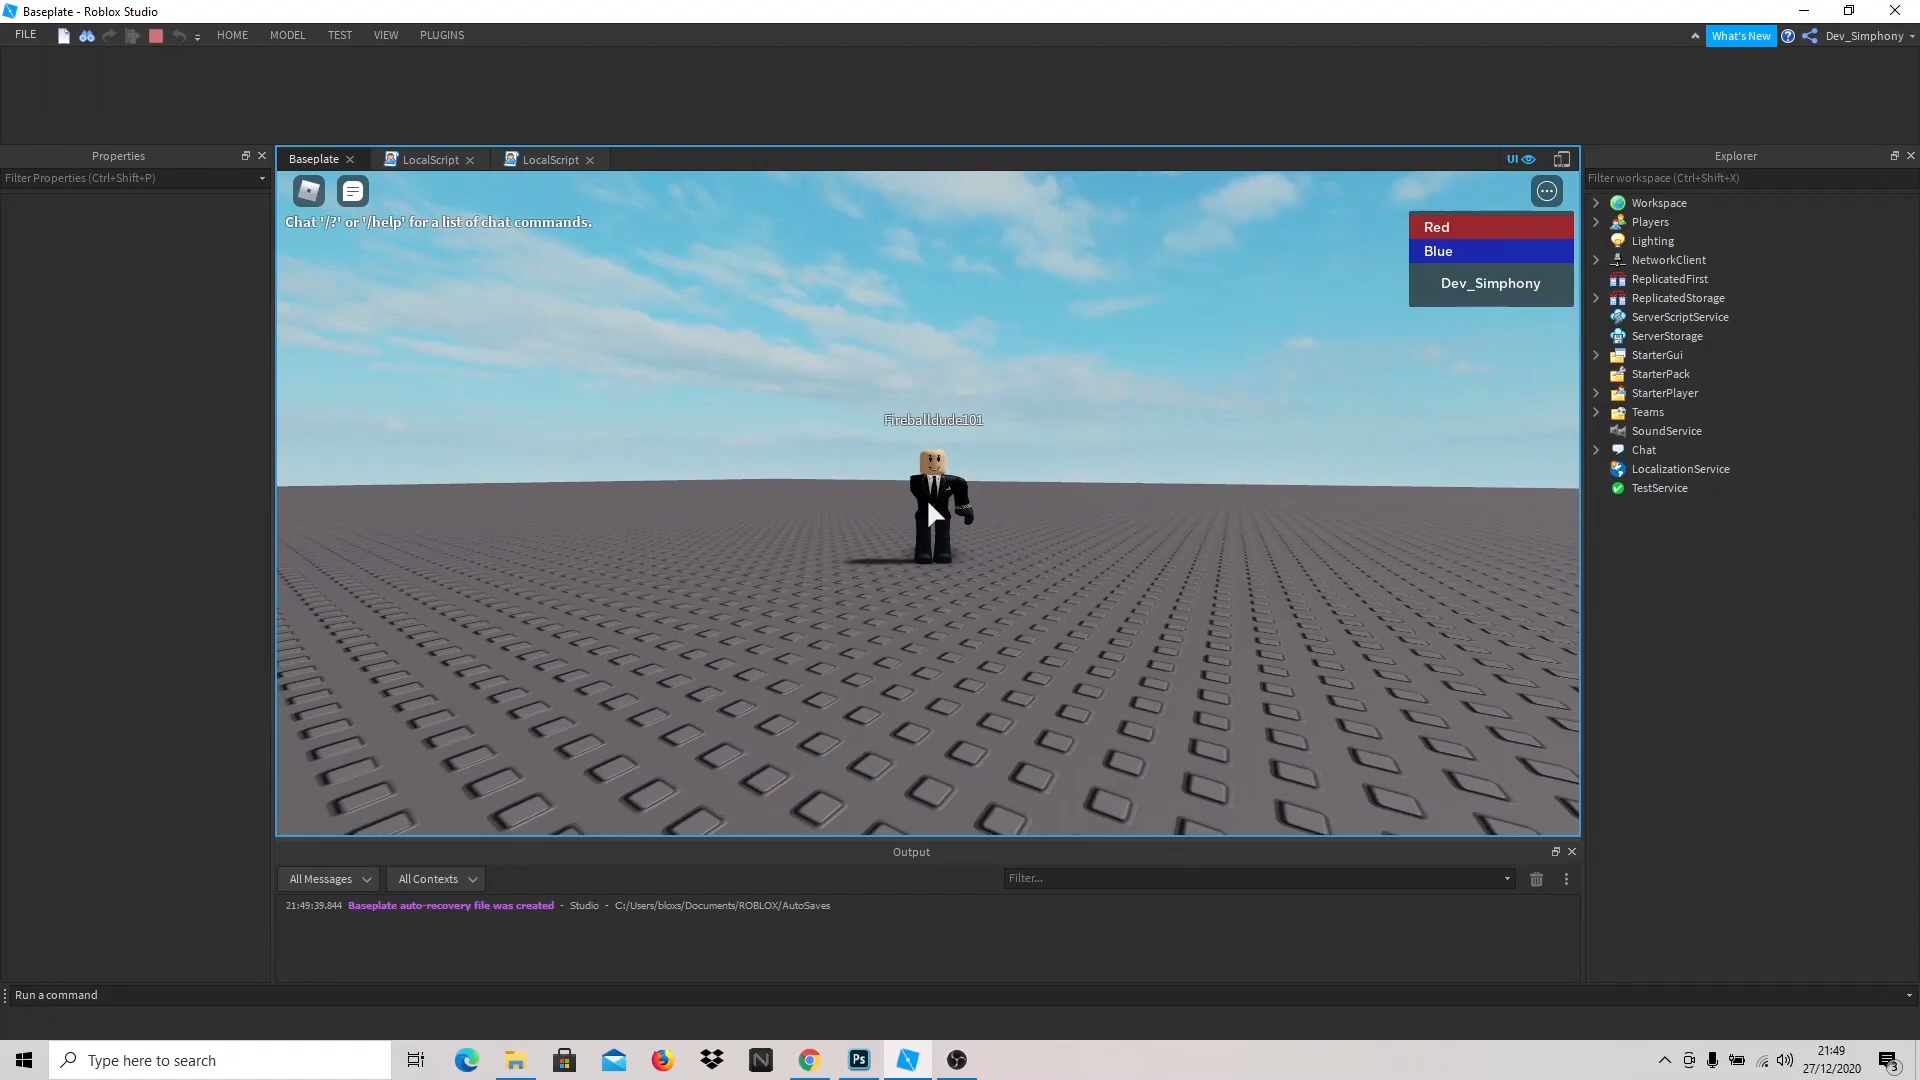 Baseplate - Roblox Studio
FILE HOME MODEL TEST VIEW PLUGINS What's New Dev_Simphony
Properties
Filter Properties (Ctrl+Shift+P)
Baseplate LocalScript LocalScript UI
Chat '/?' or '/help' for a list of chat commands.
Red
Blue
Dev_Simphony
Fireballdude101
Explorer
Filter workspace (Ctrl+Shift+X)
Workspace
Players
Lighting
NetworkClient
ReplicatedFirst
ReplicatedStorage
ServerScriptService
ServerStorage
StarterGui
StarterPack
StarterPlayer
Teams
SoundService
Chat
LocalizationService
TestService
Output
All Messages All Contexts Filter...
21:49:39.844 Baseplate auto-recovery file was created - Studio - C:/Users/bloxs/Documents/ROBLOX/AutoSaves
Run a command
Type here to search
Ps
21:49
27/12/2020
3